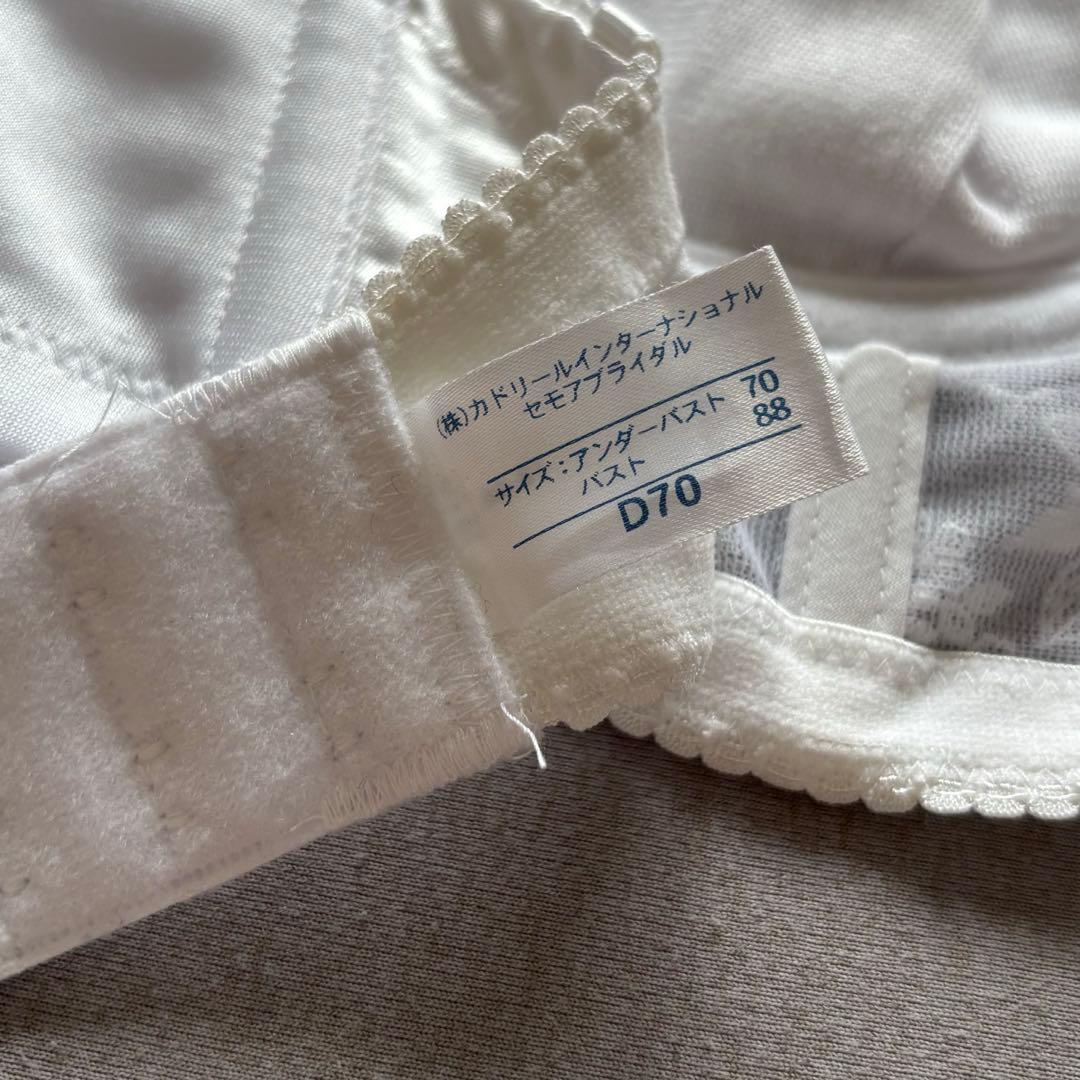 (株)カドリールインターナショナル
セモアブライダル
サイズ：アンダーバスト 70
バスト 88
D70